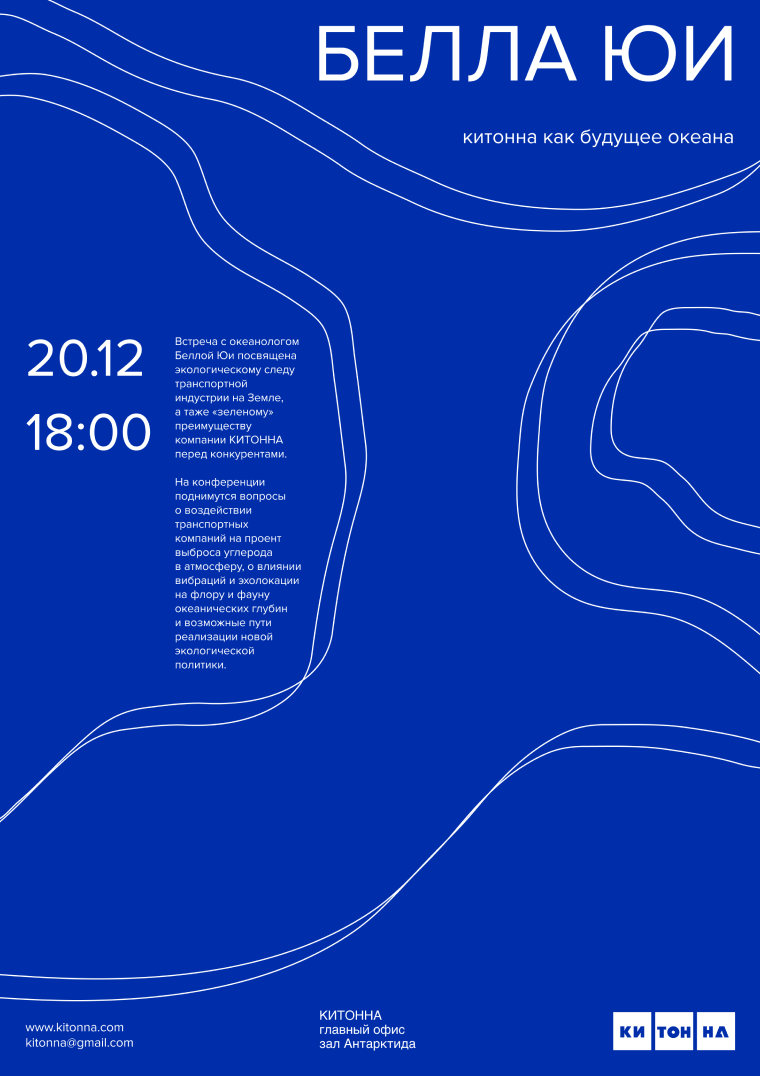 БЕЛЛА ЮИ
китонна как будущее океана
20.12
18:00
Встреча с океанологом
Беллой Юи посвящена
экологическому следу
транспортной
индустрии на Земле,
а таже «зеленому»
преимуществу
компании КИТОННА
перед конкурентами.
На конференции
поднимутся вопросы
о воздействии
транспортных
компаний на проент
выброса углерода
в атмосферу, о влиянии
вибраций и эхолокации
на флору и фауну
океанических глубин
и возможные пути
реализации новой
экологической
политики.
www.kitonna.com
kitonna@gmail.com
КИТОННА
главный офис
зал Антарктида
КИ ТОН НА